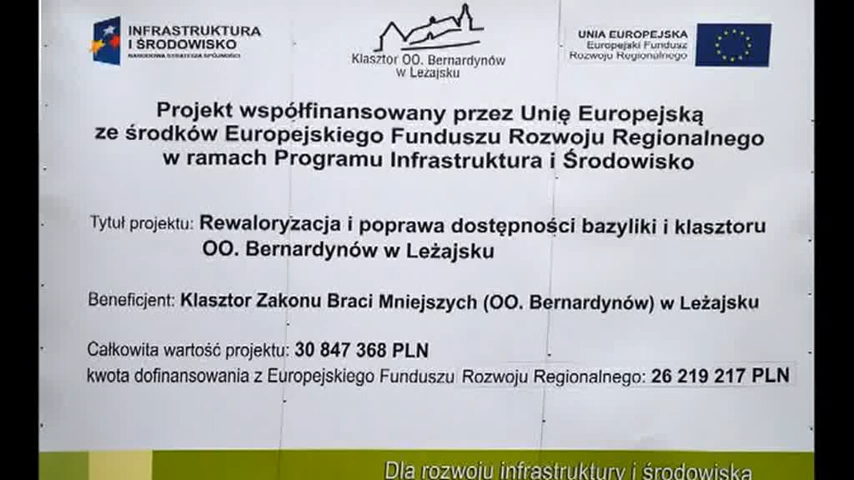 INFRASTRUKTURA
I ŚRODOWISKO
NARODOWA STRATEGIA SPÓJNOŚCI
Klasztor OO. Bernardynów
w Leżajsku
UNIA EUROPEJSKA
Europejski Fundusz
Rozwoju Regionalnego
Projekt współfinansowany przez Unię Europejską
ze środków Europejskiego Funduszu Rozwoju Regionalnego
w ramach Programu Infrastruktura i Środowisko
Tytuł projektu: Rewaloryzacja i poprawa dostępności bazyliki i klasztoru
OO. Bernardynów w Leżajsku
Beneficjent: Klasztor Zakonu Braci Mniejszych (OO. Bernardynów) w Leżajsku
Całkowita wartość projektu: 30 847 368 PLN
kwota dofinansowania z Europejskiego Funduszu Rozwoju Regionalnego: 26 219 217 PLN
Dla rozwoju infrastruktury i środowiska